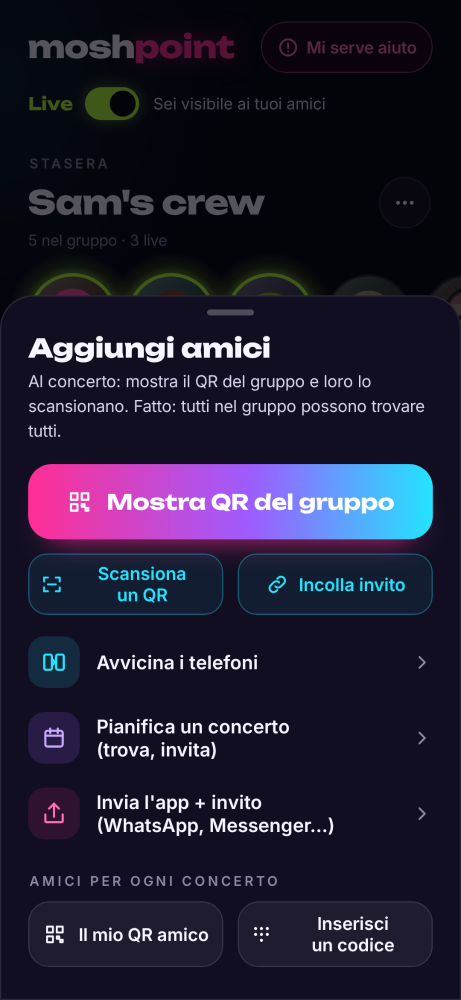 moshpoint
Mi serve aiuto
Live
Sei visibile ai tuoi amici
STASERA
Sam's crew
5 nel gruppo · 3 live
Aggiungi amici
Al concerto: mostra il QR del gruppo e loro lo
scansionano. Fatto: tutti nel gruppo possono trovare
tutti.
Mostra QR del gruppo
Scansiona
un QR
Incolla invito
Avvicina i telefoni
Pianifica un concerto
(trova, invita)
Invia l'app + invito
(WhatsApp, Messenger...)
AMICI PER OGNI CONCERTO
Il mio QR amico
Inserisci
un codice